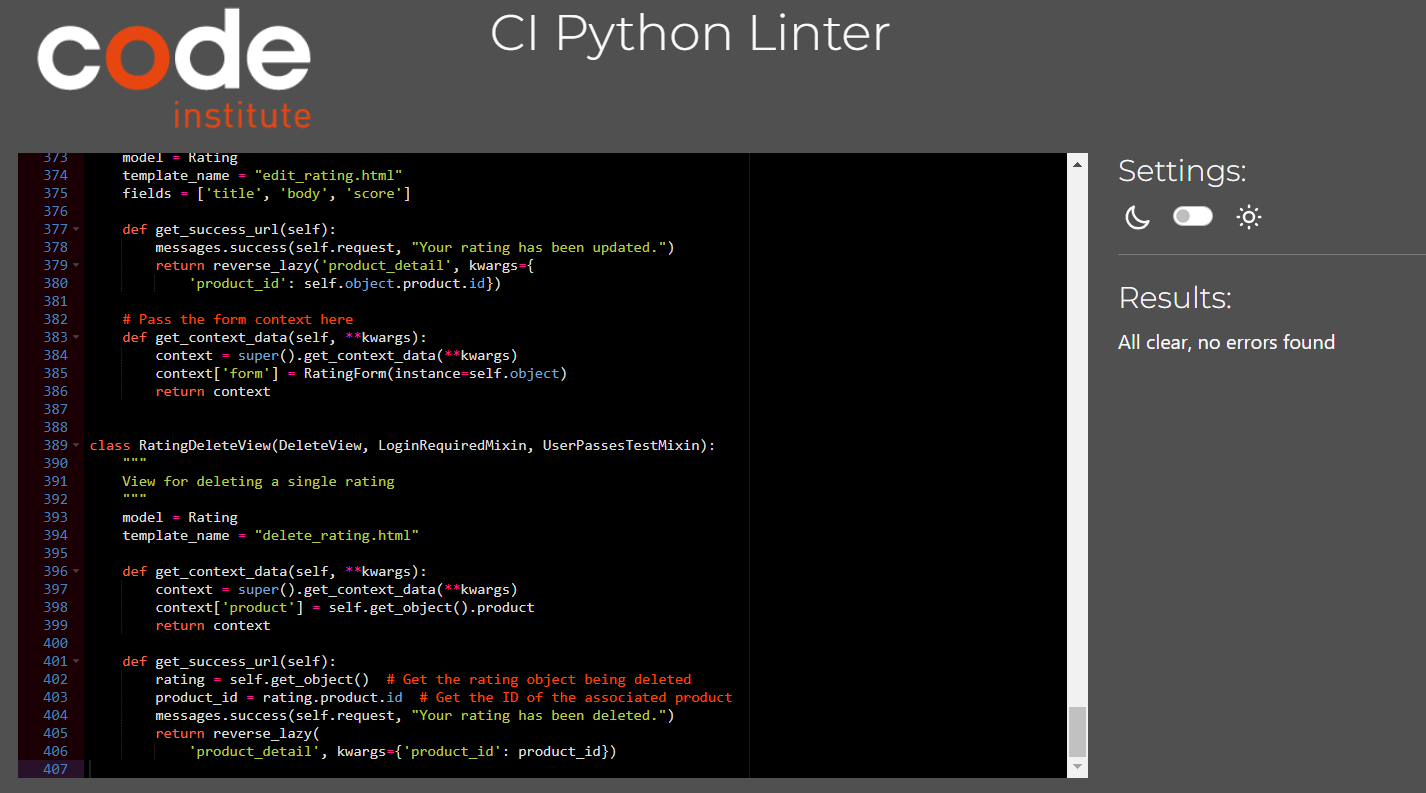 code
institute
CI Python Linter
373     model = Rating
374     template_name = "edit_rating.html"
375     fields = ['title', 'body', 'score']
376
377     def get_success_url(self):
378         messages.success(self.request, "Your rating has been updated.")
379         return reverse_lazy('product_detail', kwargs={
380             'product_id': self.object.product.id})
381
382     # Pass the form context here
383     def get_context_data(self, **kwargs):
384         context = super().get_context_data(**kwargs)
385         context['form'] = RatingForm(instance=self.object)
386         return context
387
388
389 class RatingDeleteView(DeleteView, LoginRequiredMixin, UserPassesTestMixin):
390     """
391     View for deleting a single rating
392     """
393     model = Rating
394     template_name = "delete_rating.html"
395
396     def get_context_data(self, **kwargs):
397         context = super().get_context_data(**kwargs)
398         context['product'] = self.get_object().product
399         return context
400
401     def get_success_url(self):
402         rating = self.get_object()  # Get the rating object being deleted
403         product_id = rating.product.id  # Get the ID of the associated product
404         messages.success(self.request, "Your rating has been deleted.")
405         return reverse_lazy(
406             'product_detail', kwargs={'product_id': product_id})
407
Settings:
Results:
All clear, no errors found